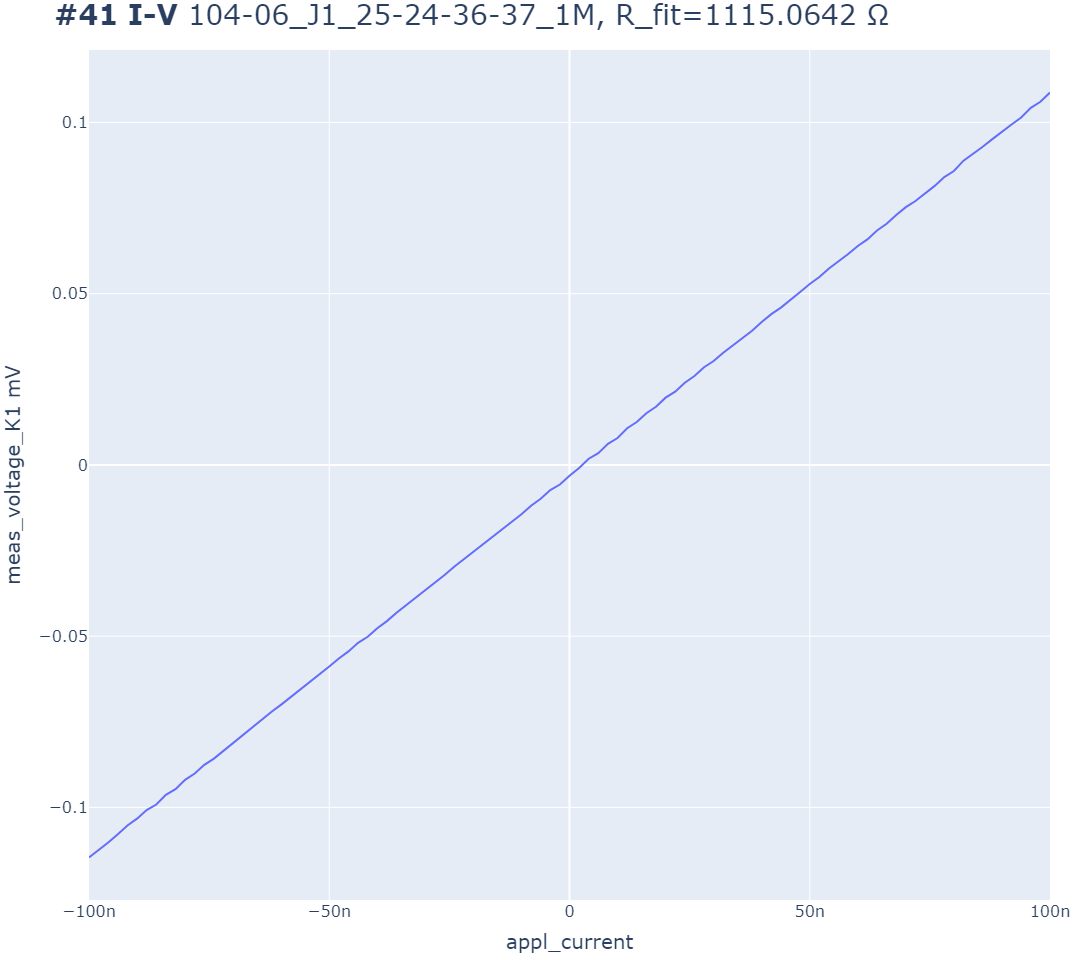 #41 I-V 104-06_J1_25-24-36-37_1M, R_fit=1115.0642 Ω
0.1
0.05
0
−0.05
−0.1
meas_voltage_K1 mV
−100n
−50n
0
50n
100n
appl_current